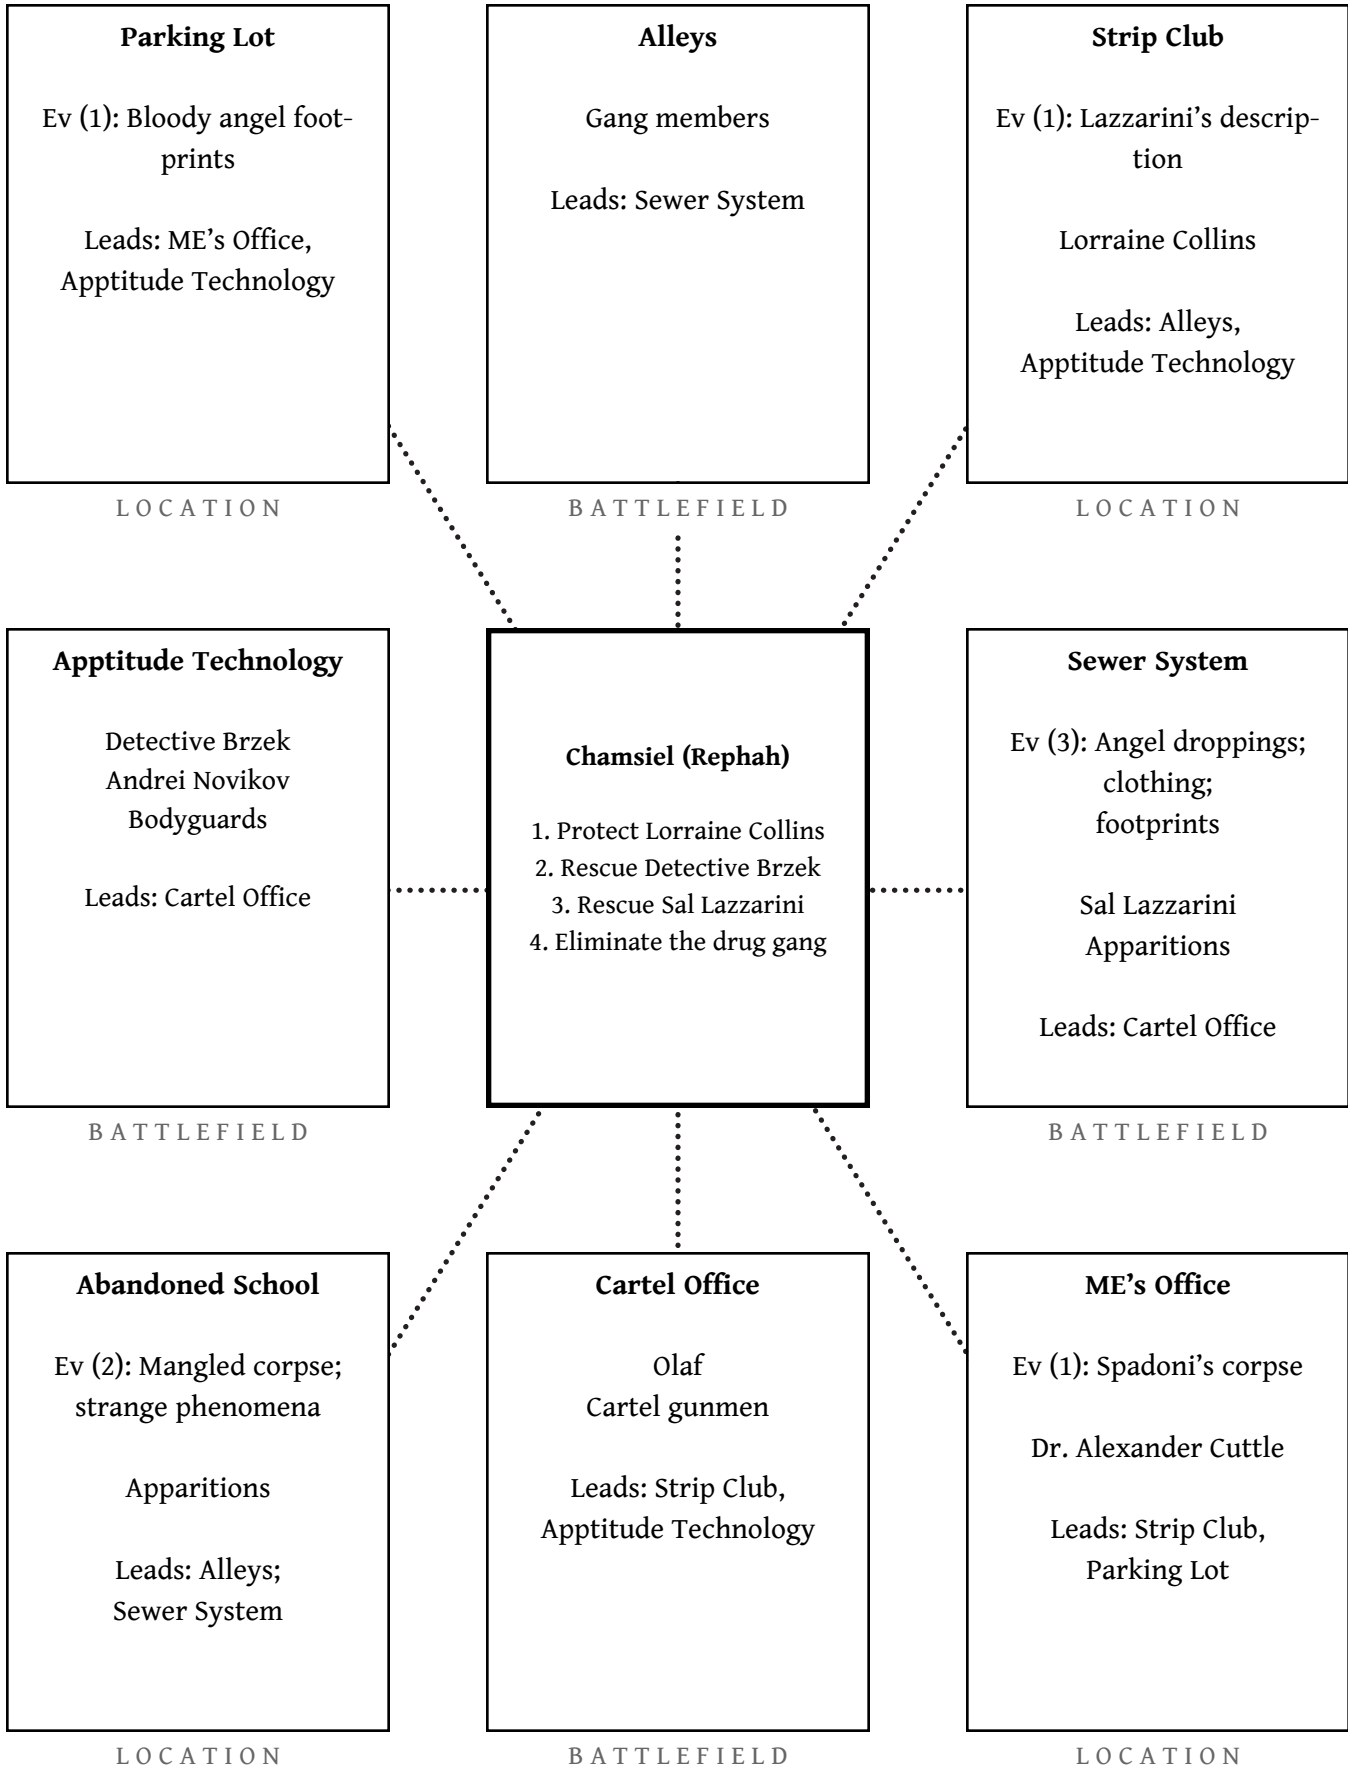 Parking Lot
Ev (1): Bloody angel foot-
prints
Leads: ME’s Office,
Apptitude Technology
LOCATION
Alleys
Gang members
Leads: Sewer System
BATTLEFIELD
Strip Club
Ev (1): Lazzarini’s descrip-
tion
Lorraine Collins
Leads: Alleys,
Apptitude Technology
LOCATION
Apptitude Technology
Detective Brzek
Andrei Novikov
Bodyguards
Leads: Cartel Office
BATTLEFIELD
Chamsiel (Rephah)
1. Protect Lorraine Collins
2. Rescue Detective Brzek
3. Rescue Sal Lazzarini
4. Eliminate the drug gang
Sewer System
Ev (3): Angel droppings;
clothing;
footprints
Sal Lazzarini
Apparitions
Leads: Cartel Office
BATTLEFIELD
Abandoned School
Ev (2): Mangled corpse;
strange phenomena
Apparitions
Leads: Alleys;
Sewer System
LOCATION
Cartel Office
Olaf
Cartel gunmen
Leads: Strip Club,
Apptitude Technology
BATTLEFIELD
ME’s Office
Ev (1): Spadoni’s corpse
Dr. Alexander Cuttle
Leads: Strip Club,
Parking Lot
LOCATION